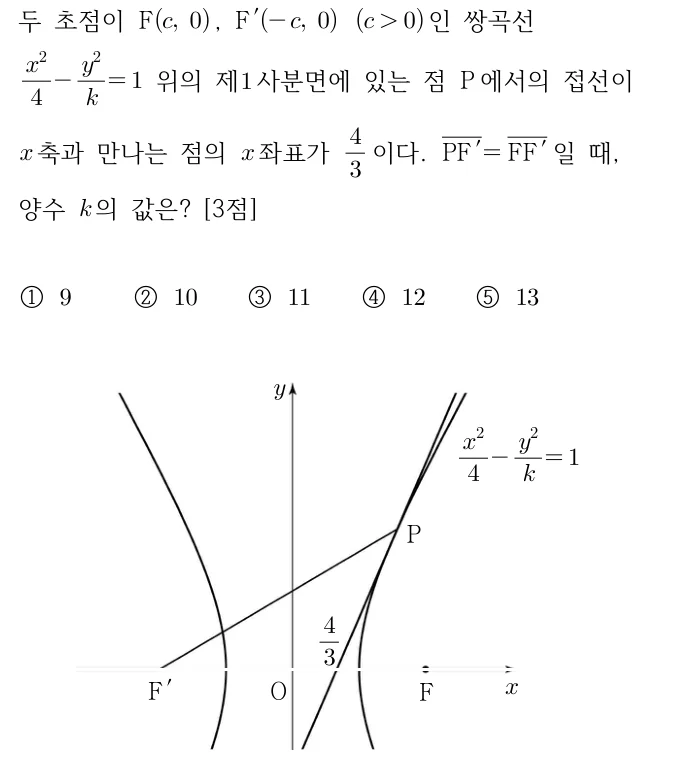 두 초점이 F(c, 0), F′(−c, 0) (c>0)인 쌍곡선
x²/4 − y²/k = 1 위의 제1사분면에 있는 점 P에서의 접선이
x축과 만나는 점의 x좌표가 4/3 이다. PF′ = FF′ 일 때,
양수 k의 값은? [3점]
① 9 ② 10 ③ 11 ④ 12 ⑤ 13
y
x²/4 − y²/k = 1
P
4/3
F′ O F x